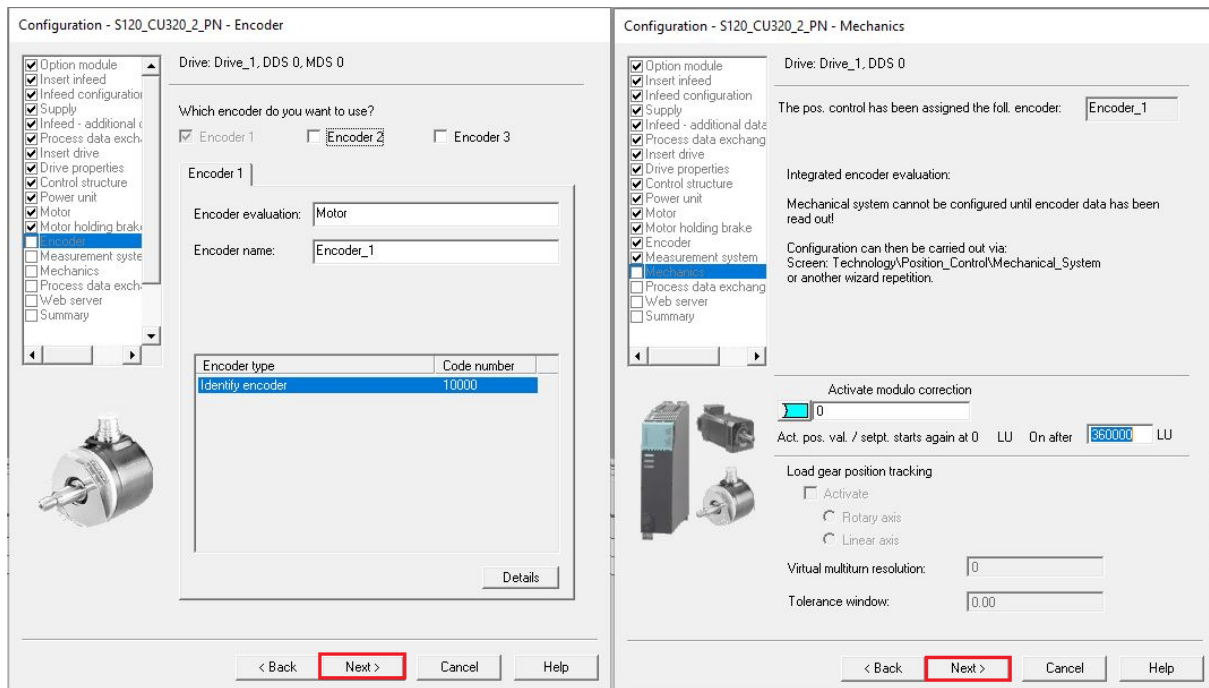 Configuration - S120_CU320_2_PN - Encoder
Option module
Insert infeed
Infeed configuration
Supply
Infeed - additional d
Process data exch
Insert drive
Drive properties
Control structure
Power unit
Motor
Motor holding brake
Encoder
Measurement syste
Mechanics
Process data exch
Web server
Summary
Drive: Drive_1, DDS 0, MDS 0
Which encoder do you want to use?
Encoder 1 Encoder 2 Encoder 3
Encoder 1
Encoder evaluation: Motor
Encoder name: Encoder_1
Encoder type Code number
Identify encoder 10000
Details
< Back Next > Cancel Help
Configuration - S120_CU320_2_PN - Mechanics
Option module
Insert infeed
Infeed configuration
Supply
Infeed - additional data
Process data exchang
Insert drive
Drive properties
Control structure
Power unit
Motor
Motor holding brake
Encoder
Measurement system
Mechanics
Process data exchang
Web server
Summary
Drive: Drive_1, DDS 0
The pos. control has been assigned the foll. encoder: Encoder_1
Integrated encoder evaluation:
Mechanical system cannot be configured until encoder data has been
read out!
Configuration can then be carried out via:
Screen: Technology\Position_Control\Mechanical_System
or another wizard repetition.
Activate modulo correction
0
Act. pos. val. / setpt. starts again at 0 LU On after 360000 LU
Load gear position tracking
Activate
Rotary axis
Linear axis
Virtual multiturn resolution: 0
Tolerance window: 0.00
< Back Next > Cancel Help